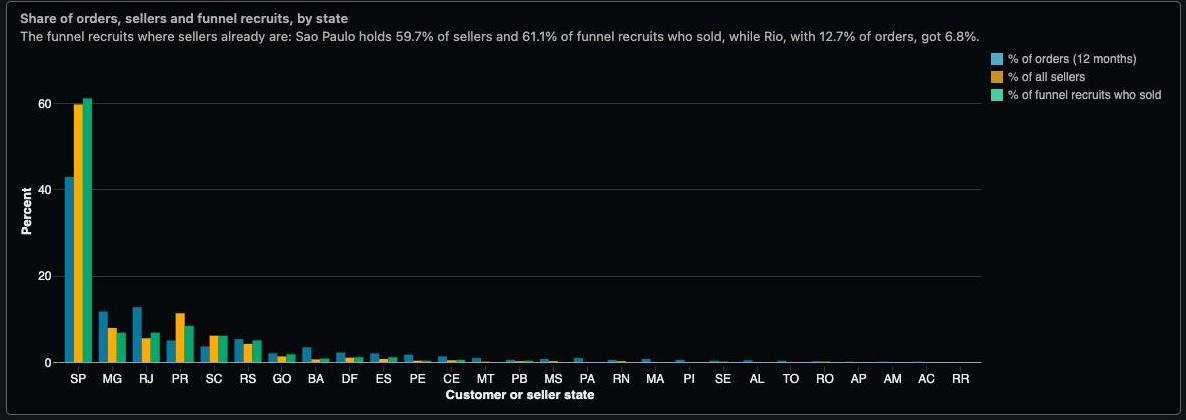 Share of orders, sellers and funnel recruits, by state
The funnel recruits where sellers already are: Sao Paulo holds 59.7% of sellers and 61.1% of funnel recruits who sold, while Rio, with 12.7% of orders, got 6.8%.
% of orders (12 months)
% of all sellers
% of funnel recruits who sold
Percent
60
40
20
0
SP MG RJ PR SC RS GO BA DF ES PE CE MT PB MS PA RN MA PI SE AL TO RO AP AM AC RR
Customer or seller state